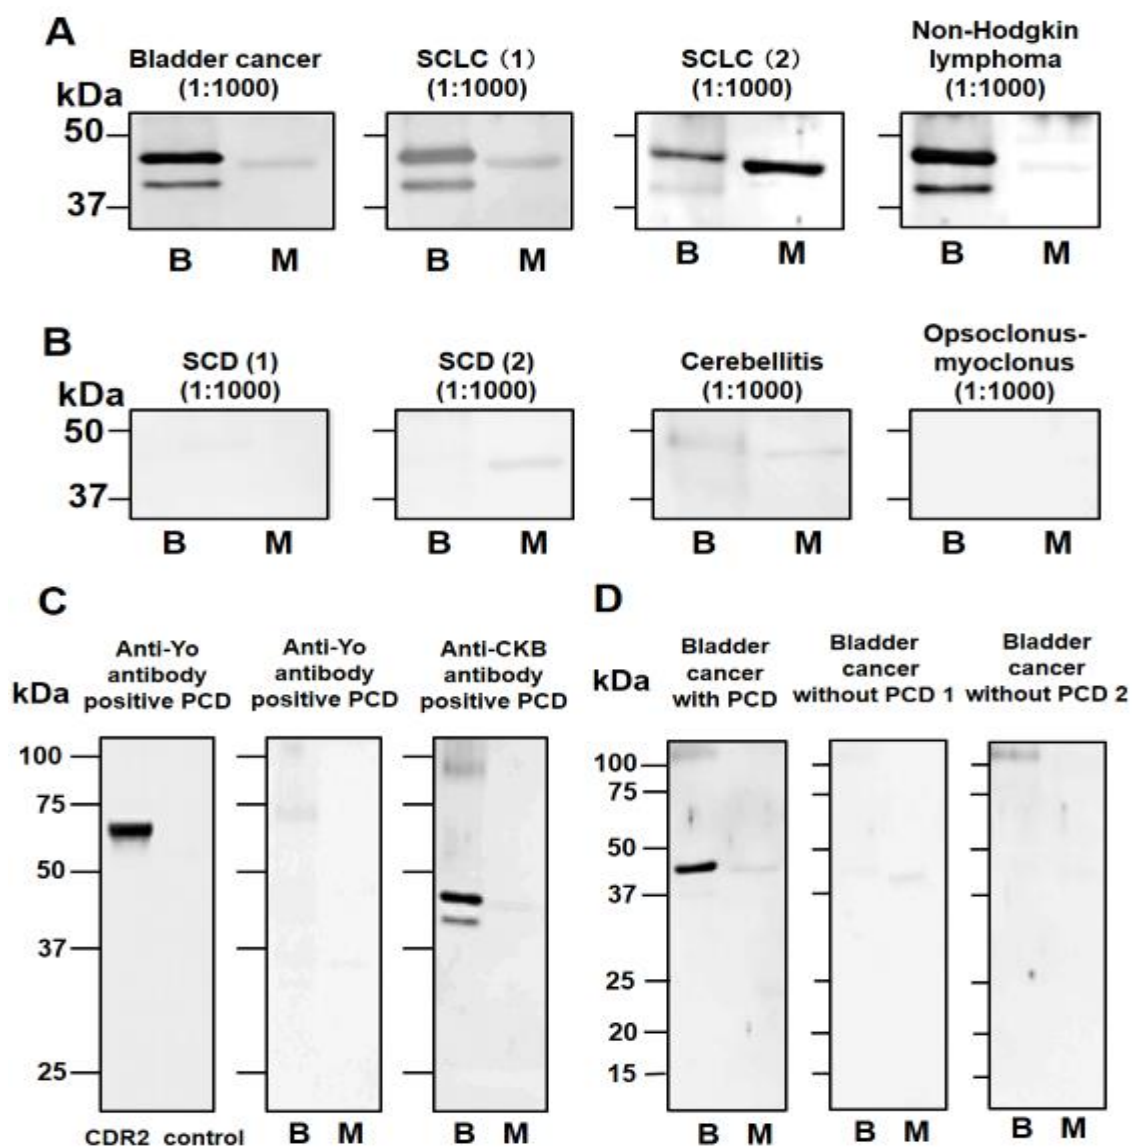 A
Bladder cancer
(1:1000)
SCLC (1)
(1:1000)
SCLC (2)
(1:1000)
Non-Hodgkin
lymphoma
(1:1000)
kDa
50
37
B M
B M
B M
B M
B
SCD (1)
(1:1000)
SCD (2)
(1:1000)
Cerebellitis
(1:1000)
Opsoclonus-
myoclonus
(1:1000)
kDa
50
37
B M
B M
B M
B M
C
Anti-Yo
antibody
positive PCD
Anti-Yo
antibody
positive PCD
Anti-CKB
antibody
positive PCD
kDa
100
75
50
37
25
CDR2 control
B M
B M
D
Bladder
cancer
with PCD
Bladder
cancer
without PCD 1
Bladder
cancer
without PCD 2
kDa
100
75
50
37
25
20
15
B M
B M
B M